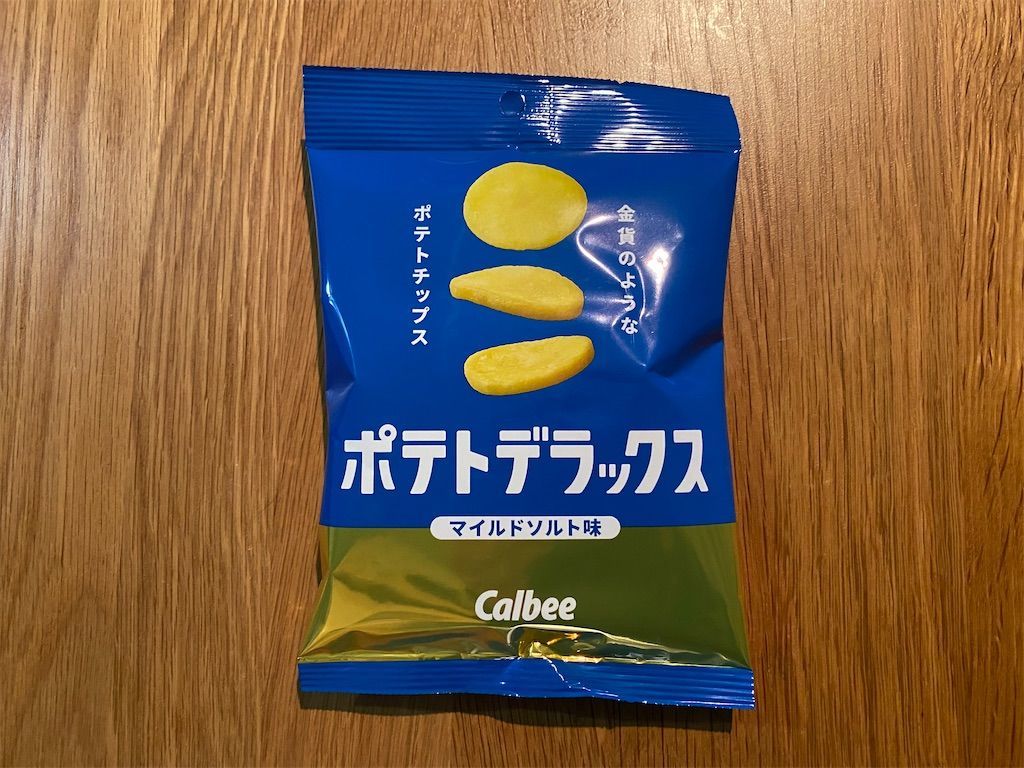 金貨のような
ポテトチップス
ポテトデラックス
マイルドソルト味
Calbee